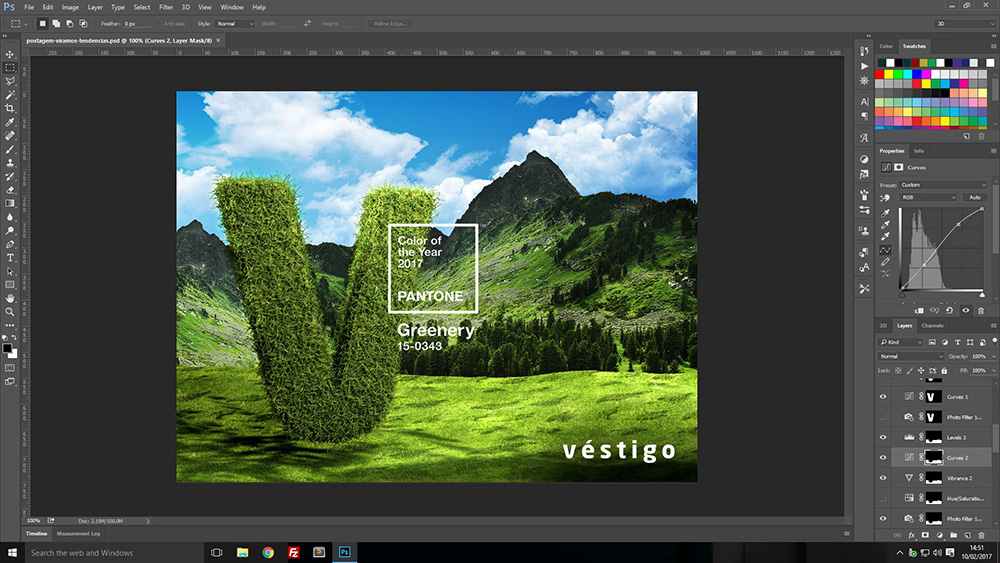 Ps File Edit Image Layer Type Select Filter 3D View Window Help
Feather: 0 px Anti-alias Style: Normal Width: Height: Refine Edge... 3D
postagem-viramos-tendencias.psd @ 100% (Curves 2, Layer Mask/8) ×
Color Swatches
Properties Info
Curves
Preset: Custom
RGB Auto
Color of
the Year
2017
PANTONE
Greenery
15-0343
véstigo
3D Layers Channels
Kind
Normal Opacity: 100%
Lock: Fill: 100%
Curves 1
Photo Filter 1...
Levels 3
Curves 2
Vibrance 2
Hue/Saturatio...
Photo Filter 1...
100% Doc: 2,15M/100,0M
Timeline Measurement Log
Search the web and Windows
14:51
10/02/2017